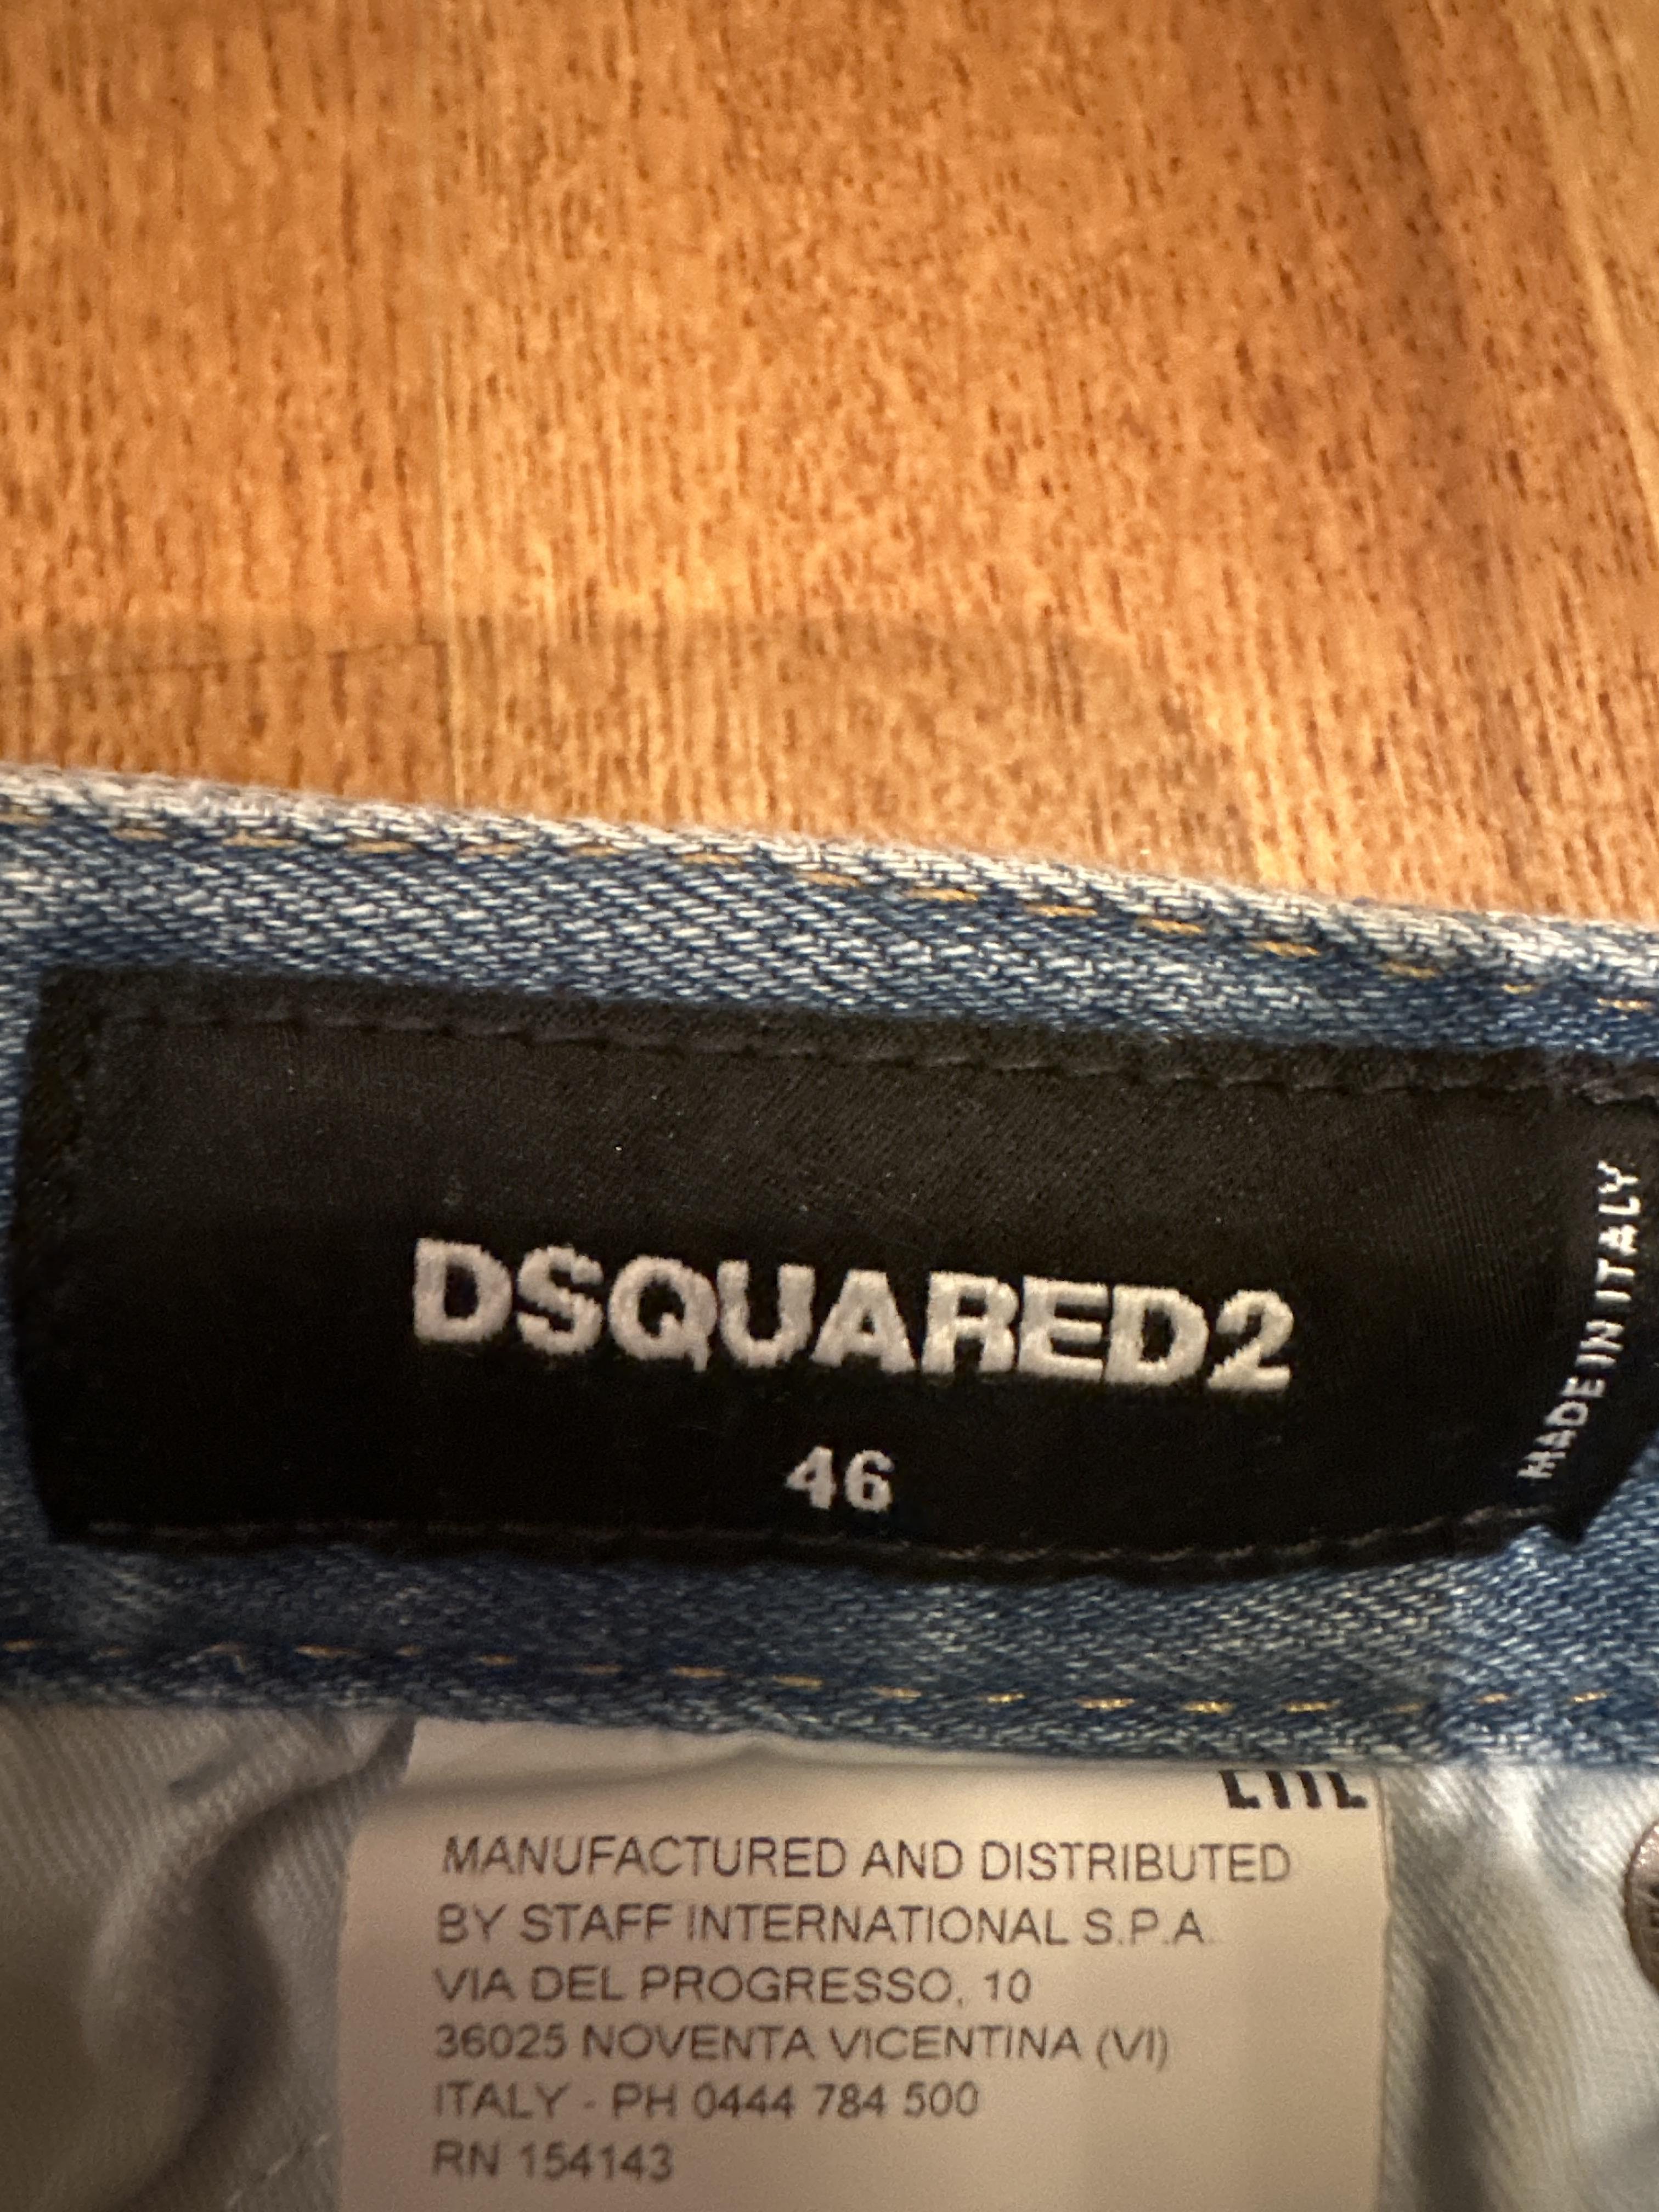 DSQUARED2
46
MADE IN ITALY
MANUFACTURED AND DISTRIBUTED
BY STAFF INTERNATIONAL S.P.A.
VIA DEL PROGRESSO, 10
36025 NOVENTA VICENTINA (VI)
ITALY - PH 0444 784 500
RN 154143